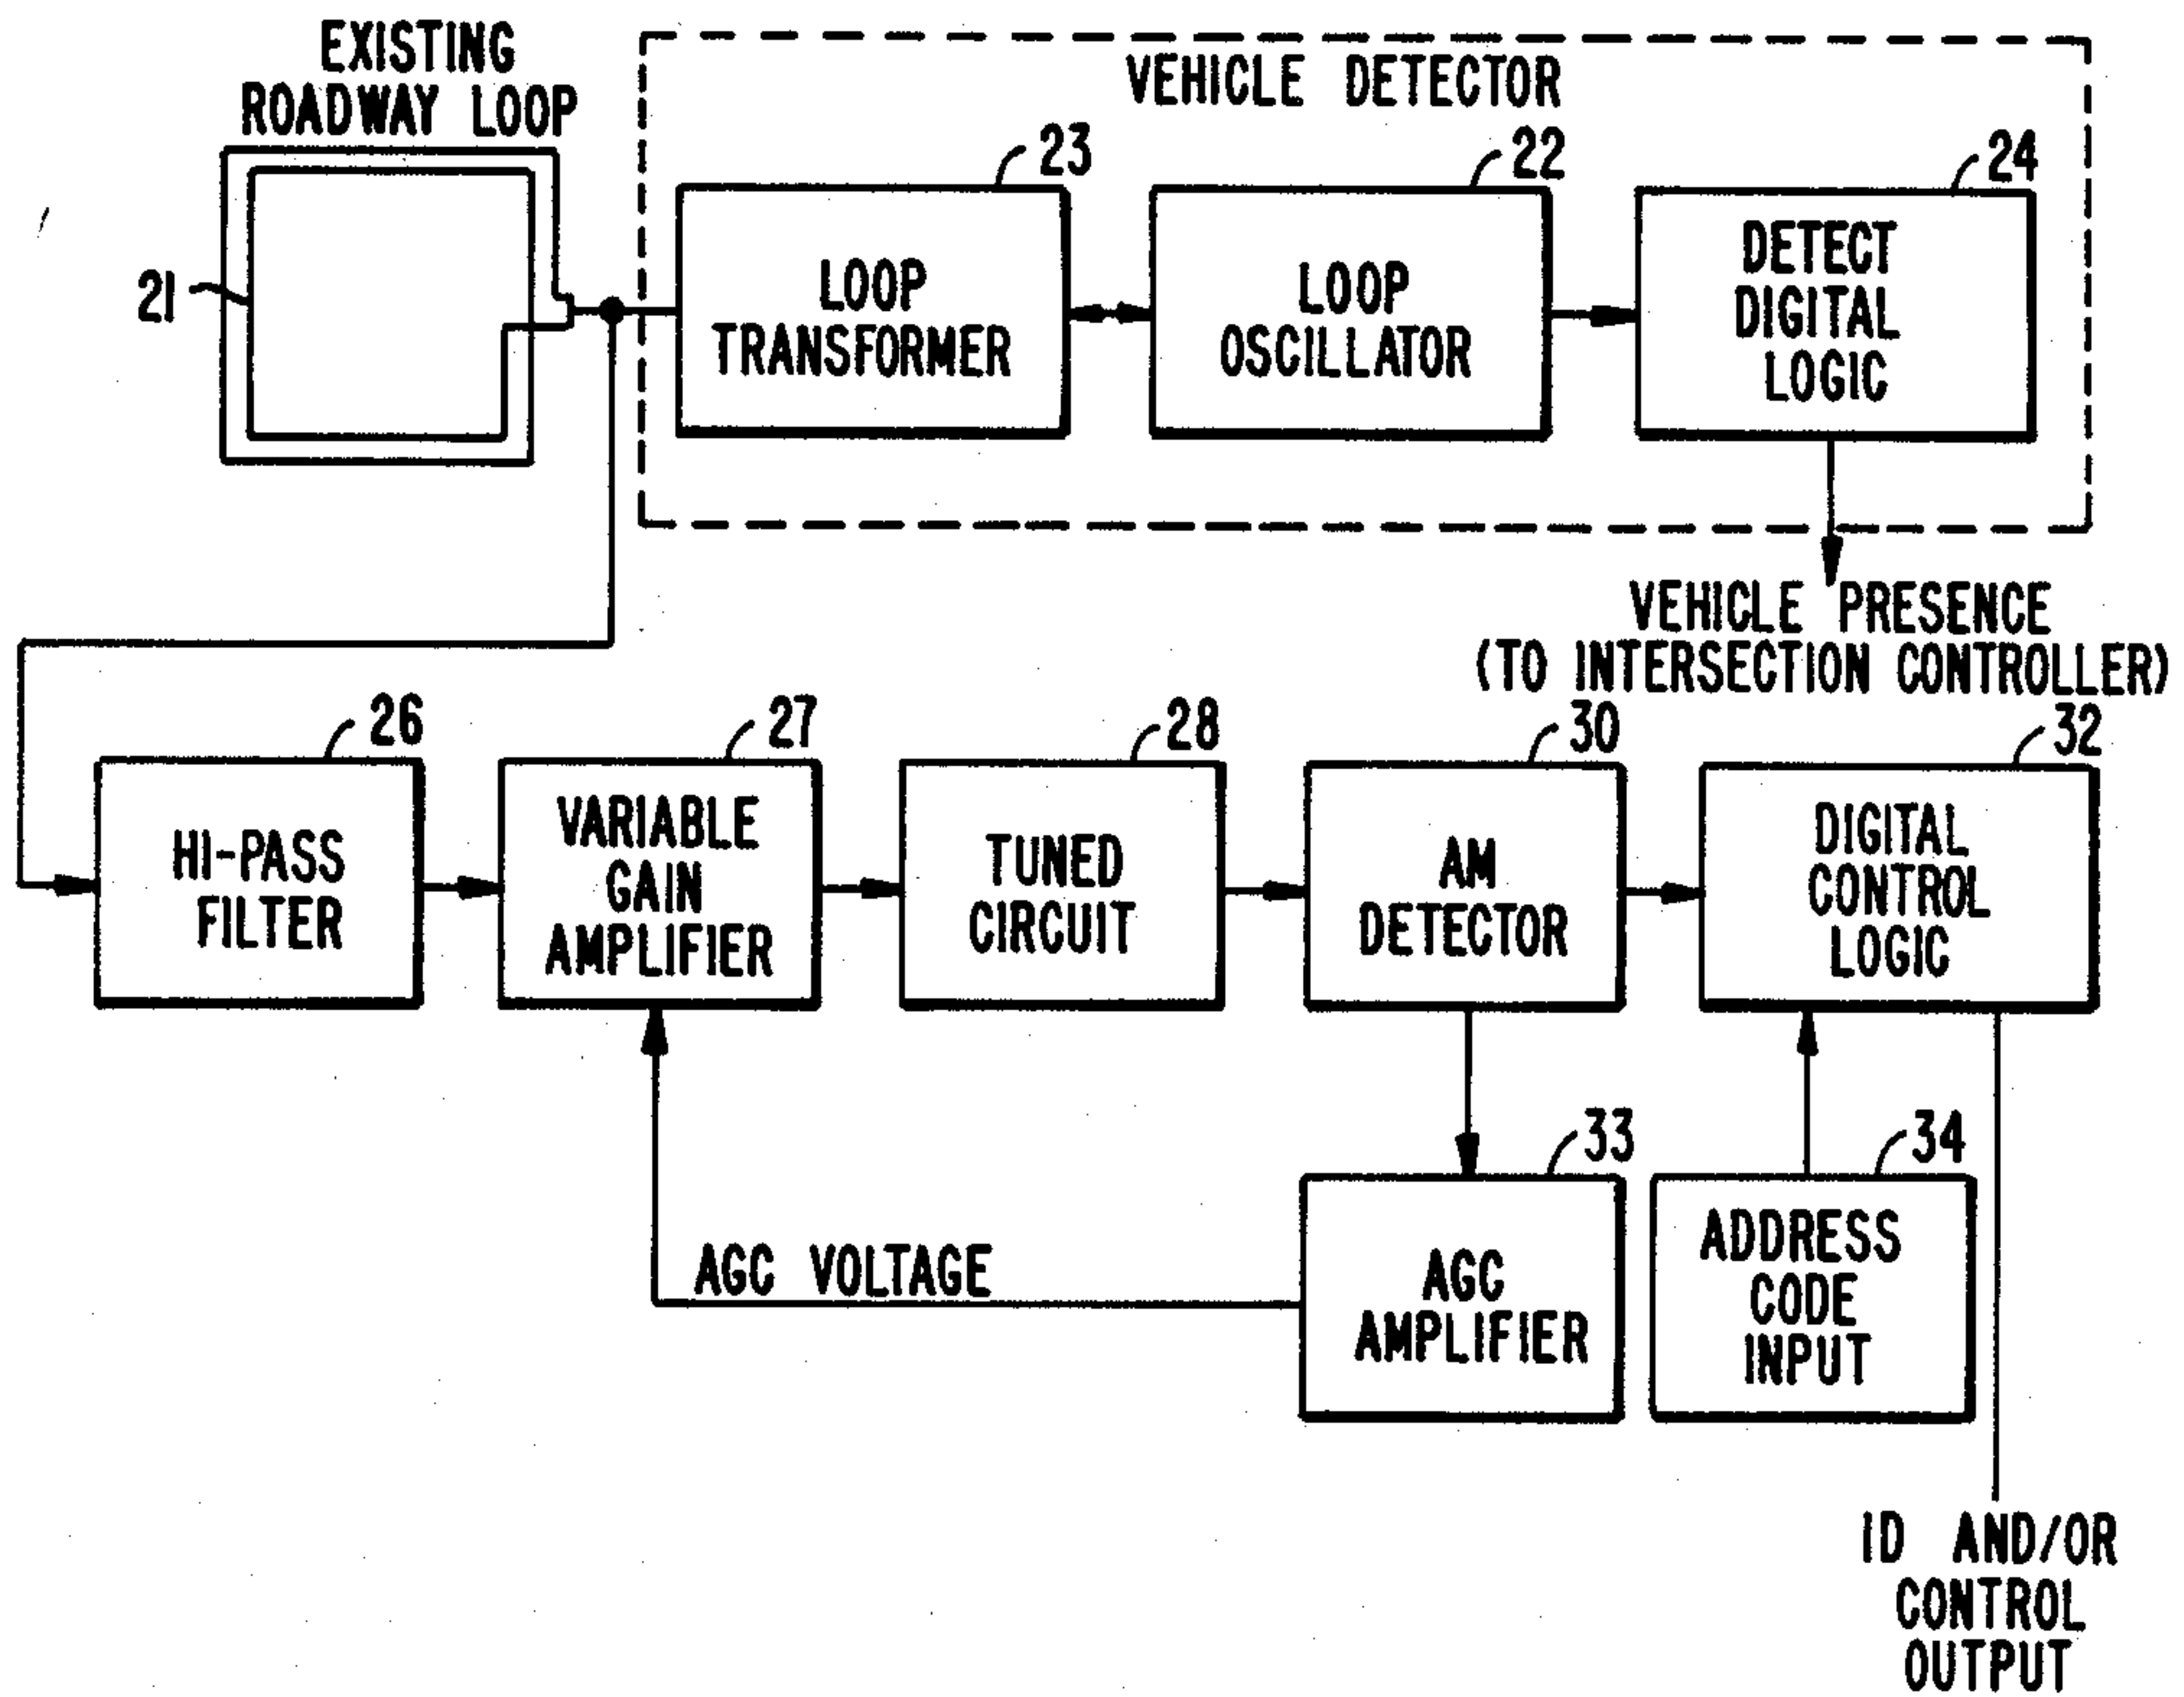 EXISTING
ROADWAY LOOP
VEHICLE DETECTOR
23
22
24
21
LOOP
TRANSFORMER
LOOP
OSCILLATOR
DETECT
DIGITAL
LOGIC
VEHICLE PRESENCE
(TO INTERSECTION CONTROLLER)
26
27
28
30
32
HI-PASS
FILTER
VARIABLE
GAIN
AMPLIFIER
TUNED
CIRCUIT
AM
DETECTOR
DIGITAL
CONTROL
LOGIC
33
34
AGC VOLTAGE
AGC
AMPLIFIER
ADDRESS
CODE
INPUT
ID AND/OR
CONTROL
OUTPUT